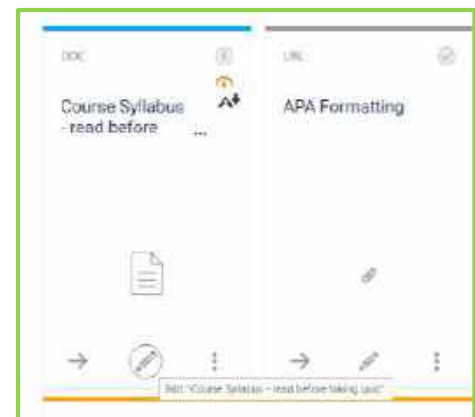 DOC
URL
Course Syllabus
- read before ...
APA Formatting
Edit "Course Syllabus - read before taking quiz"